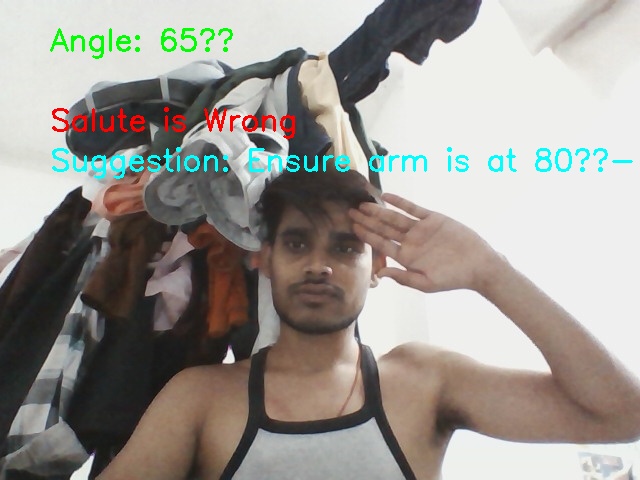 Angle: 65??
Salute is Wrong
Suggestion: Ensure arm is at 80??-